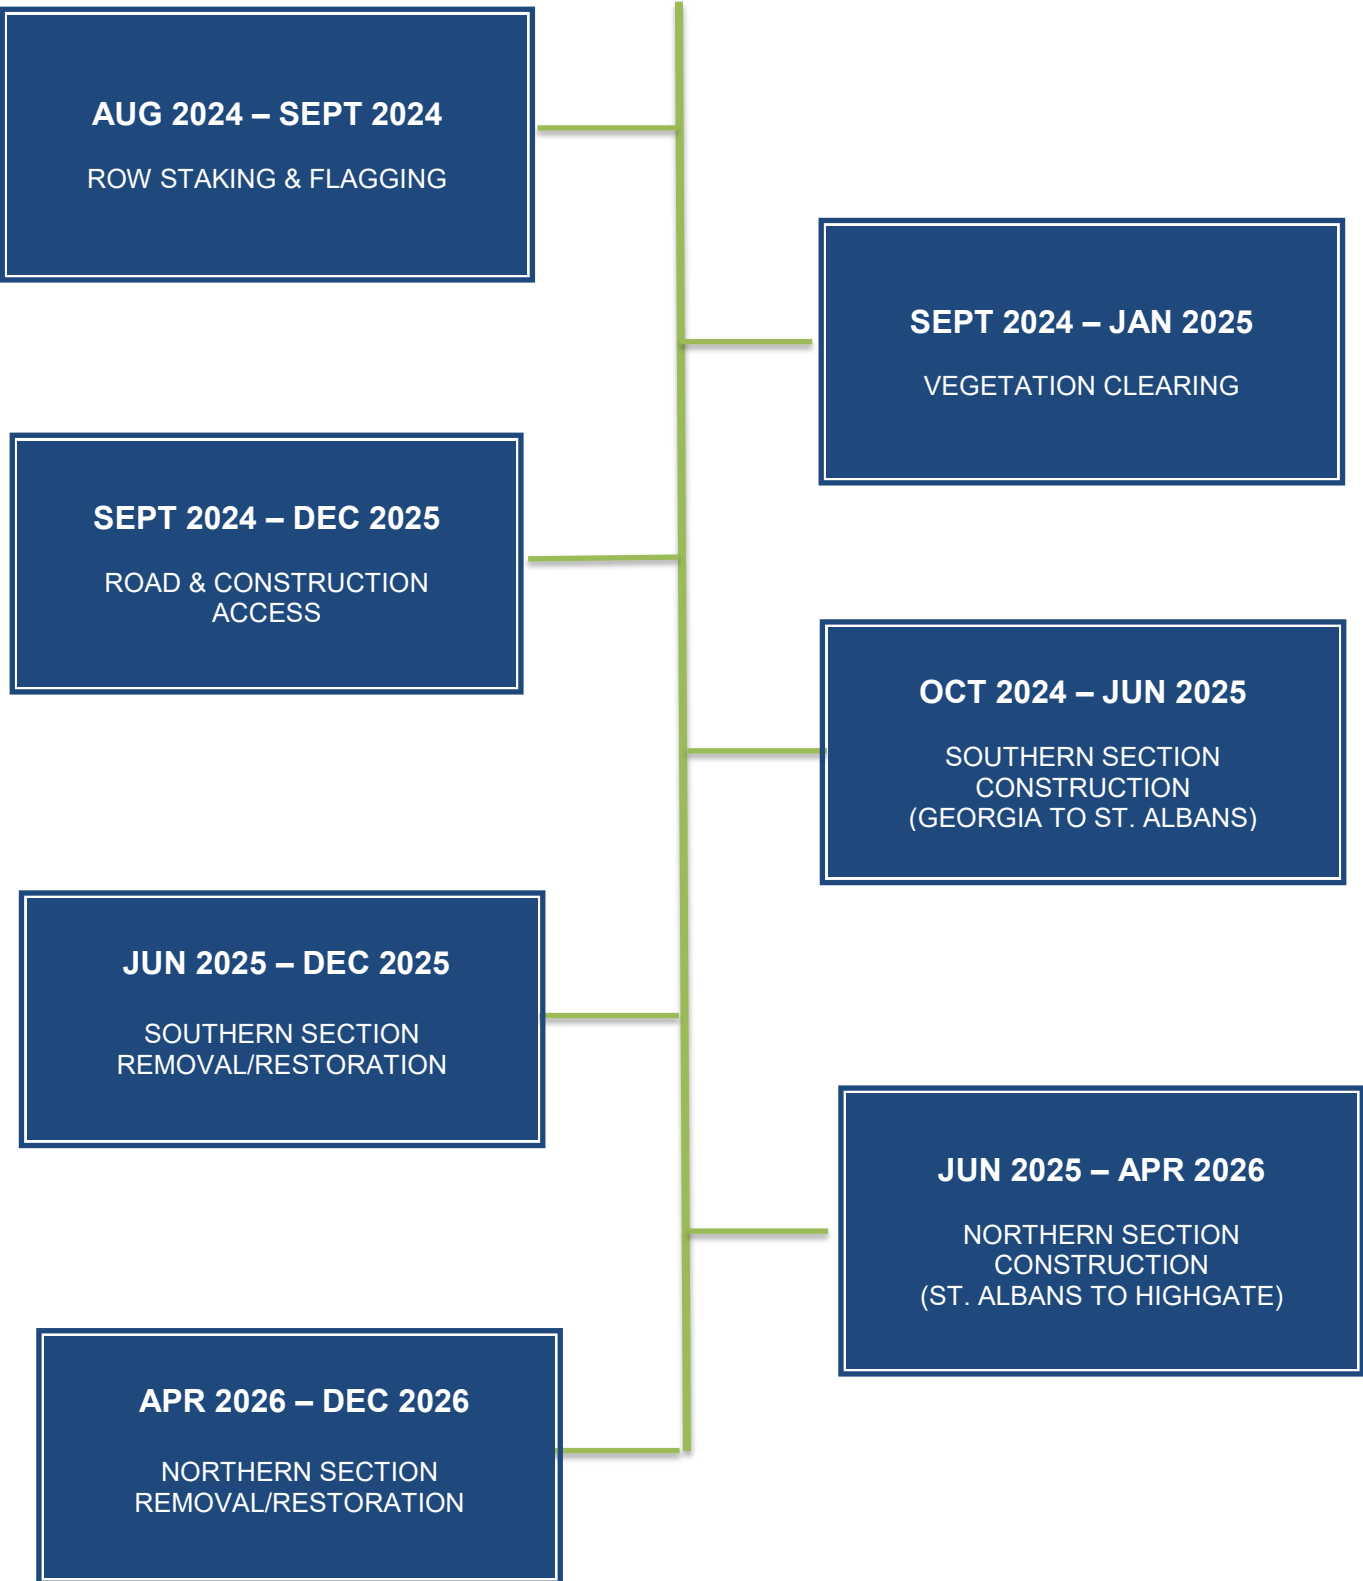 AUG 2024 – SEPT 2024
ROW STAKING & FLAGGING
SEPT 2024 – JAN 2025
VEGETATION CLEARING
SEPT 2024 – DEC 2025
ROAD & CONSTRUCTION
ACCESS
OCT 2024 – JUN 2025
SOUTHERN SECTION
CONSTRUCTION
(GEORGIA TO ST. ALBANS)
JUN 2025 – DEC 2025
SOUTHERN SECTION
REMOVAL/RESTORATION
JUN 2025 – APR 2026
NORTHERN SECTION
CONSTRUCTION
(ST. ALBANS TO HIGHGATE)
APR 2026 – DEC 2026
NORTHERN SECTION
REMOVAL/RESTORATION